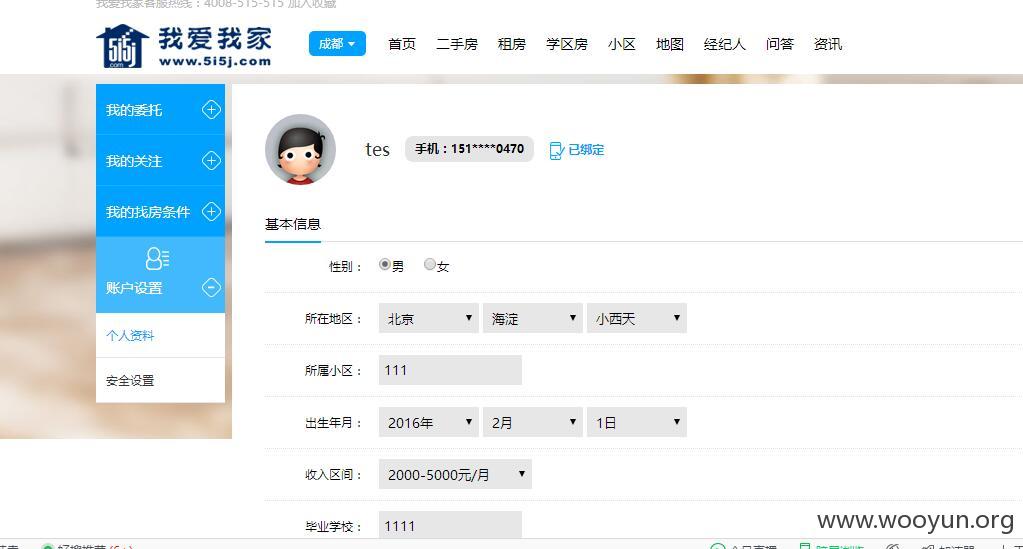 我爱我家客服热线：4008-515-515 加入收藏
5i5j .com 我爱我家
www.5i5j.com
成都 首页 二手房 租房 学区房 小区 地图 经纪人 问答 资讯
我的委托
我的关注
我的找房条件
账户设置
个人资料
安全设置
tes 手机：151****0470 已绑定
基本信息
性别： 男 女
所在地区： 北京 海淀 小西天
所属小区： 111
出生年月： 2016年 2月 1日
收入区间： 2000-5000元/月
毕业学校： 1111
www.wooyun.org